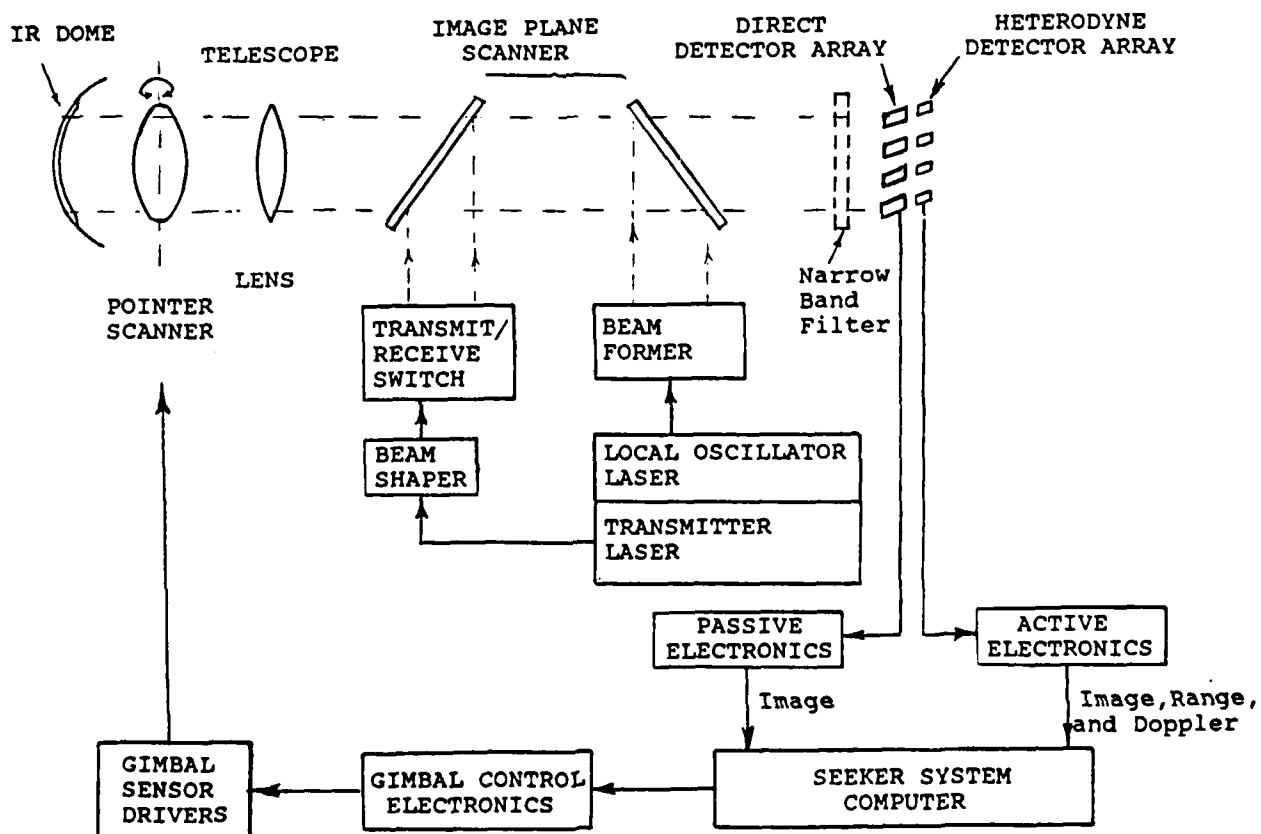 IR DOME
TELESCOPE
IMAGE PLANE
SCANNER
DIRECT
DETECTOR ARRAY
HETERODYNE
DETECTOR ARRAY
LENS
POINTER
SCANNER
Narrow
Band
Filter
TRANSMIT/
RECEIVE
SWITCH
BEAM
FORMER
BEAM
SHAPER
LOCAL OSCILLATOR
LASER
TRANSMITTER
LASER
PASSIVE
ELECTRONICS
ACTIVE
ELECTRONICS
Image
Image,Range,
and Doppler
GIMBAL
SENSOR
DRIVERS
GIMBAL CONTROL
ELECTRONICS
SEEKER SYSTEM
COMPUTER